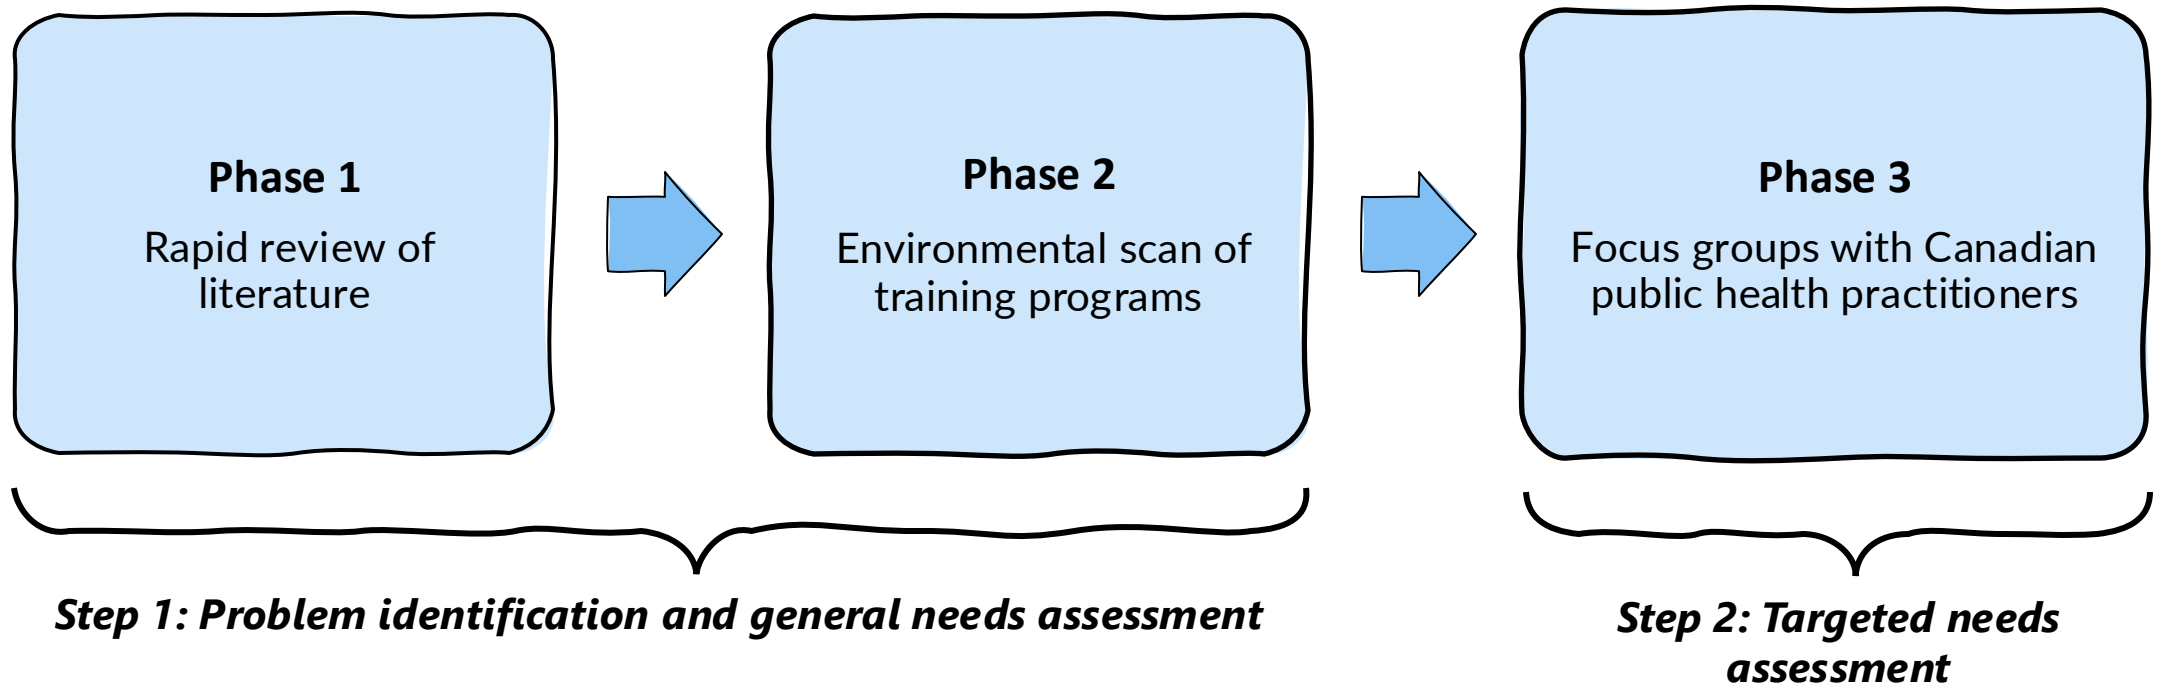 Phase 1
Rapid review of
literature
Phase 2
Environmental scan of
training programs
Phase 3
Focus groups with Canadian
public health practitioners
Step 1: Problem identification and general needs assessment
Step 2: Targeted needs
assessment